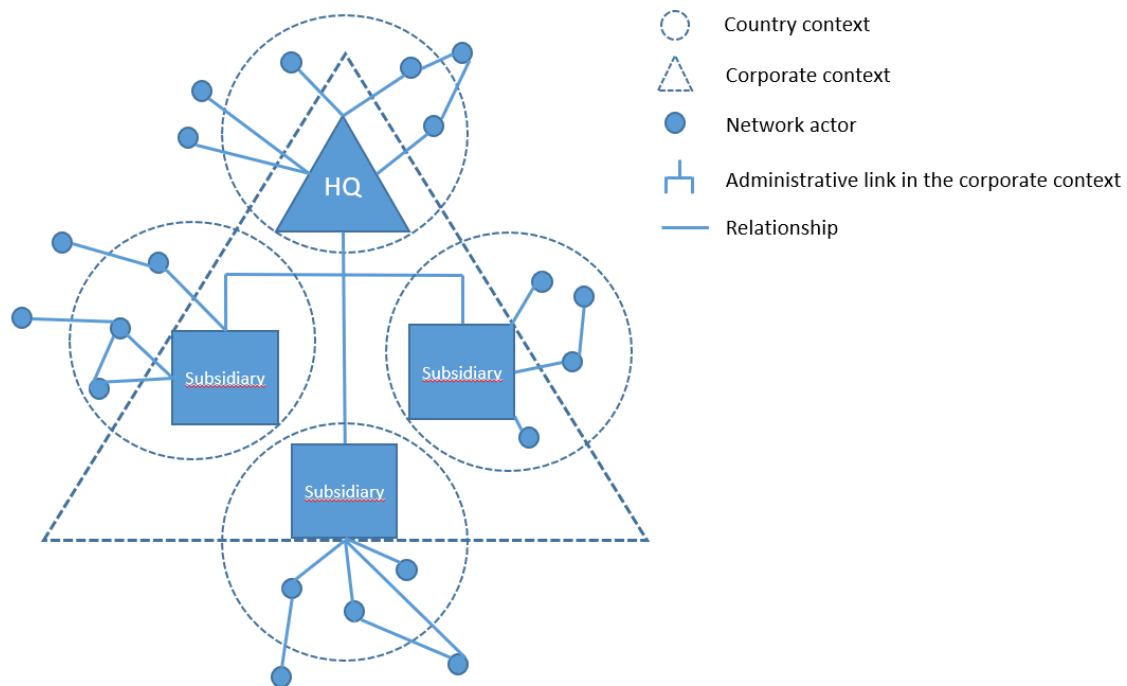 Country context
Corporate context
Network actor
Administrative link in the corporate context
Relationship
HQ
Subsidiary
Subsidiary
Subsidiary